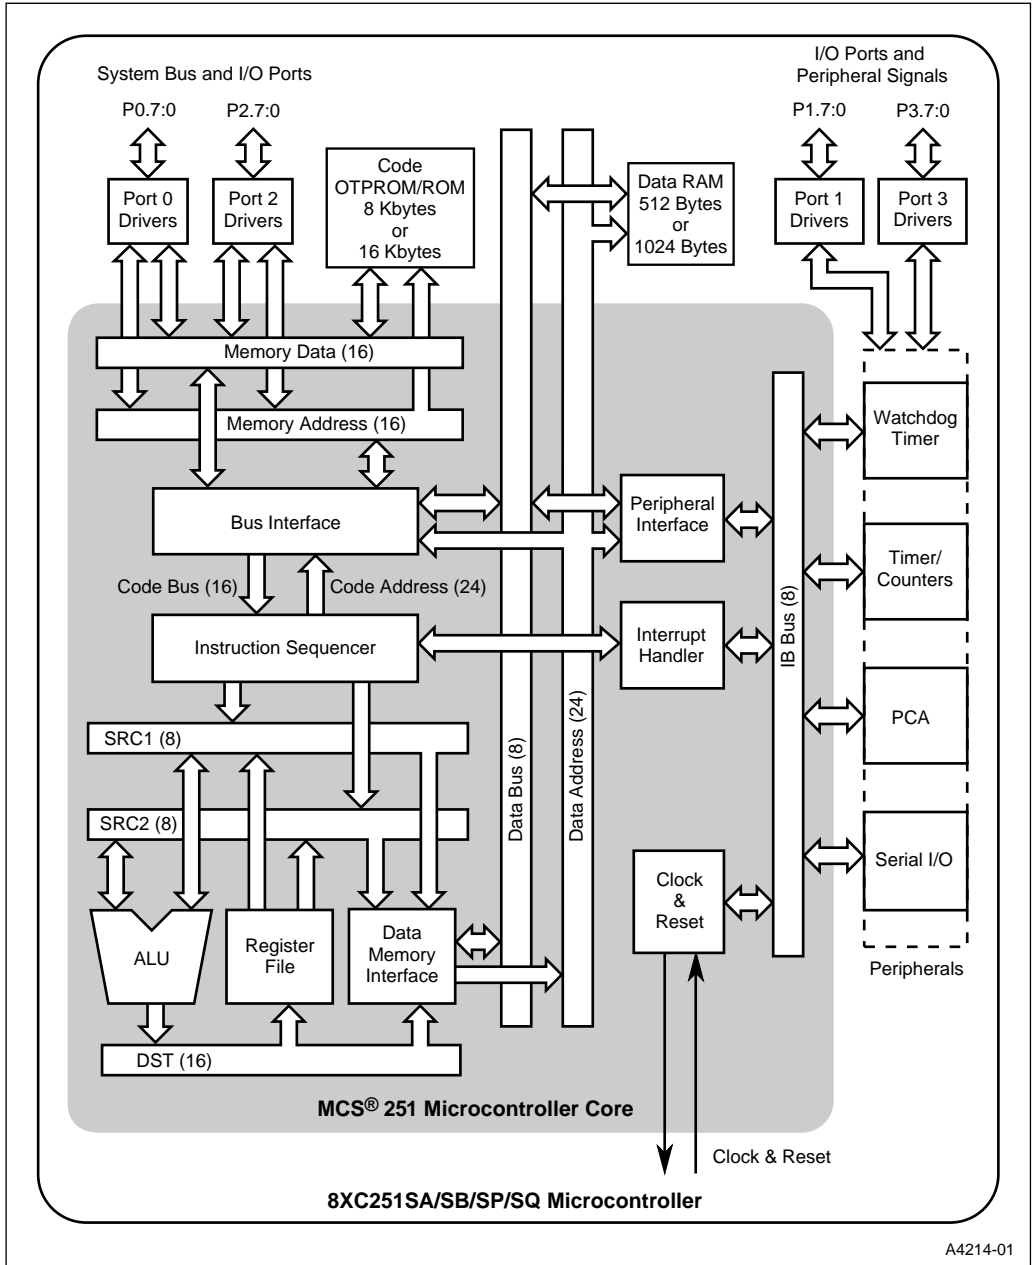 System Bus and I/O Ports
I/O Ports and
Peripheral Signals
P0.7:0
P2.7:0
P1.7:0
P3.7:0
Port 0
Drivers
Port 2
Drivers
Code
OTPROM/ROM
8 Kbytes
or
16 Kbytes
Data RAM
512 Bytes
or
1024 Bytes
Port 1
Drivers
Port 3
Drivers
Memory Data (16)
Memory Address (16)
Bus Interface
Code Bus (16)
Code Address (24)
Instruction Sequencer
SRC1 (8)
SRC2 (8)
ALU
Register
File
Data
Memory
Interface
DST (16)
Data Bus (8)
Data Address (24)
Peripheral
Interface
Interrupt
Handler
Clock
&
Reset
IB Bus (8)
Watchdog
Timer
Timer/
Counters
PCA
Serial I/O
Peripherals
MCS® 251 Microcontroller Core
Clock & Reset
8XC251SA/SB/SP/SQ Microcontroller
A4214-01